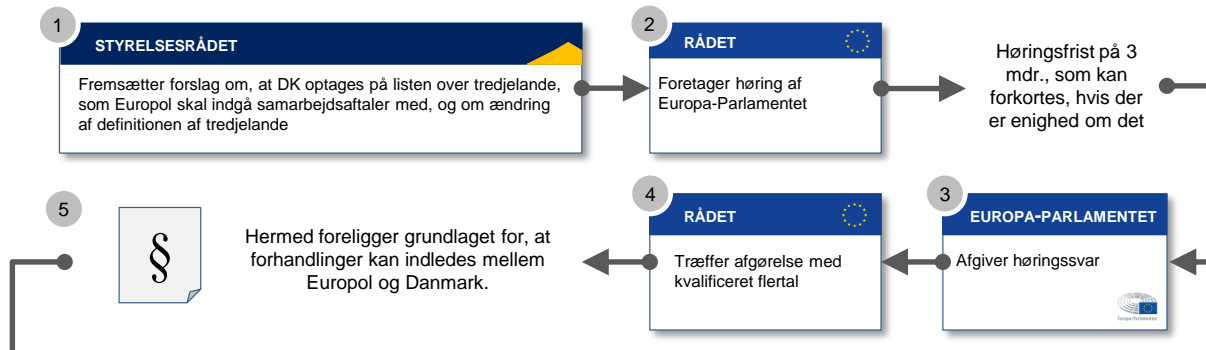 1
STYRELSESRÅDET
Fremsætter forslag om, at DK optages på listen over tredjelande,
som Europol skal indgå samarbejdsaftaler med, og om ændring
af definitionen af tredjelande
2
RÅDET
Foretager høring af
Europa-Parlamentet
Høringsfrist på 3
mdr., som kan
forkortes, hvis der
er enighed om det
3
EUROPA-PARLAMENTET
Afgiver høringssvar
Europa-Parlamentet
4
RÅDET
Træffer afgørelse med
kvalificeret flertal
5
§
Hermed foreligger grundlaget for, at
forhandlinger kan indledes mellem
Europol og Danmark.